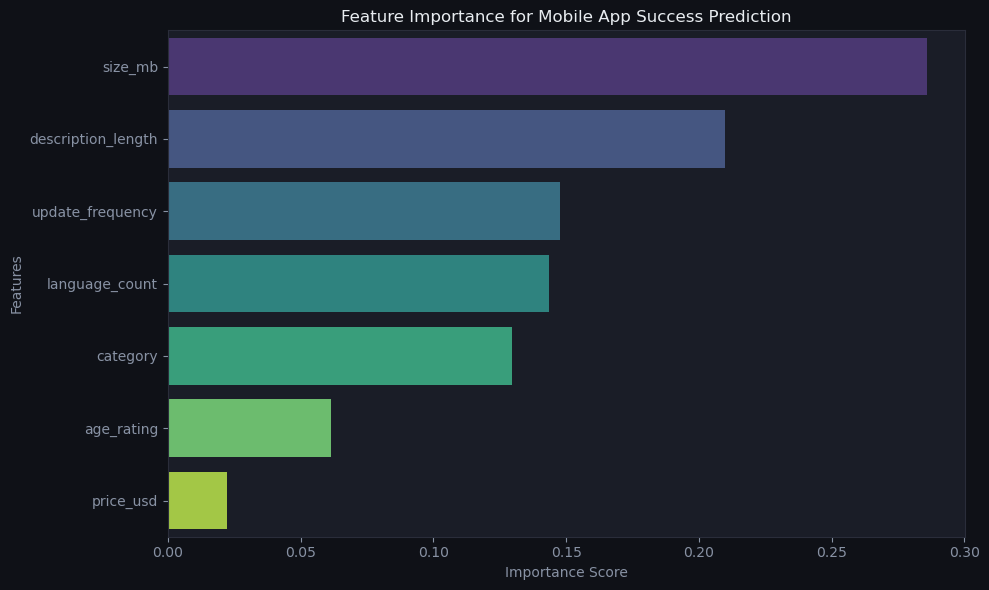 Feature Importance for Mobile App Success Prediction
Features
size_mb
description_length
update_frequency
language_count
category
age_rating
price_usd
0.00 0.05 0.10 0.15 0.20 0.25 0.30
Importance Score